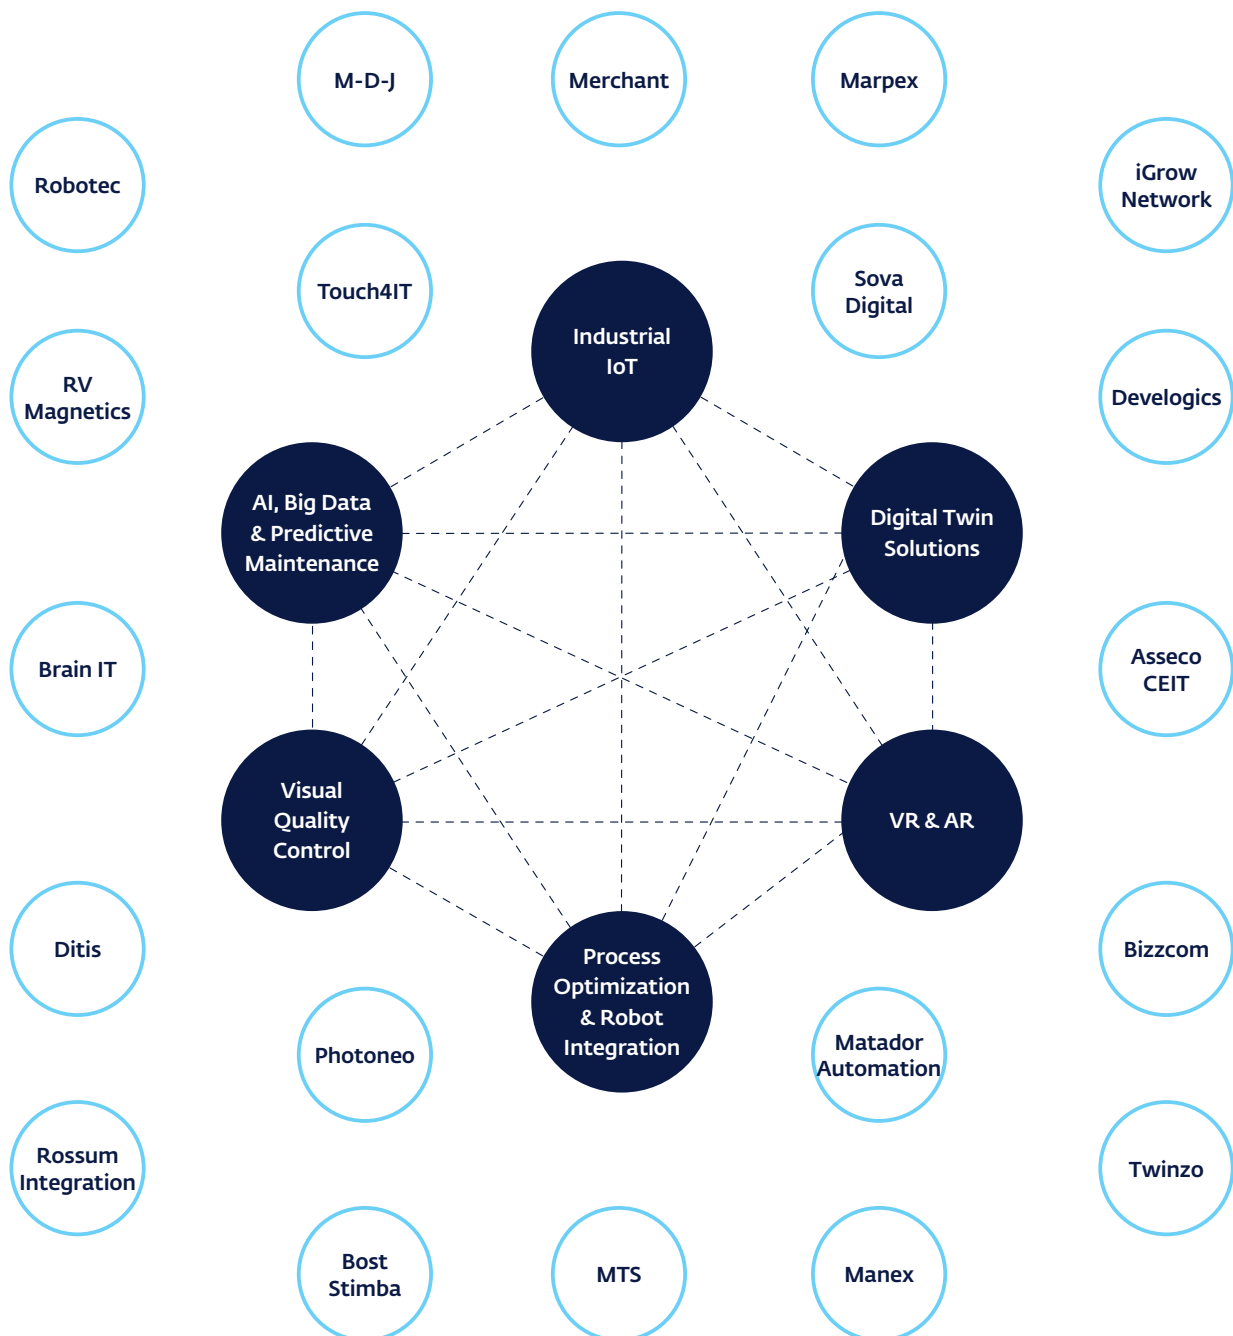 M-D-J
Merchant
Marpex
Robotec
iGrow
Network
Touch4IT
Sova
Digital
Industrial
IoT
RV
Magnetics
Develogics
AI, Big Data
& Predictive
Maintenance
Digital Twin
Solutions
Brain IT
Asseco
CEIT
Visual
Quality
Control
VR & AR
Ditis
Bizzcom
Process
Optimization
& Robot
Integration
Photoneo
Matador
Automation
Rossum
Integration
Twinzo
Bost
Stimba
MTS
Manex